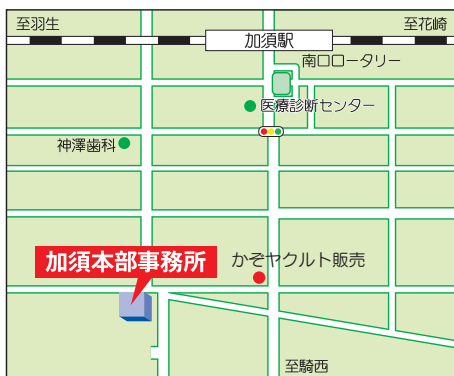 至羽生
至花崎
加須駅
南口ロータリー
医療診断センター
神澤歯科
加須本部事務所
かぞヤクルト販売
至騎西